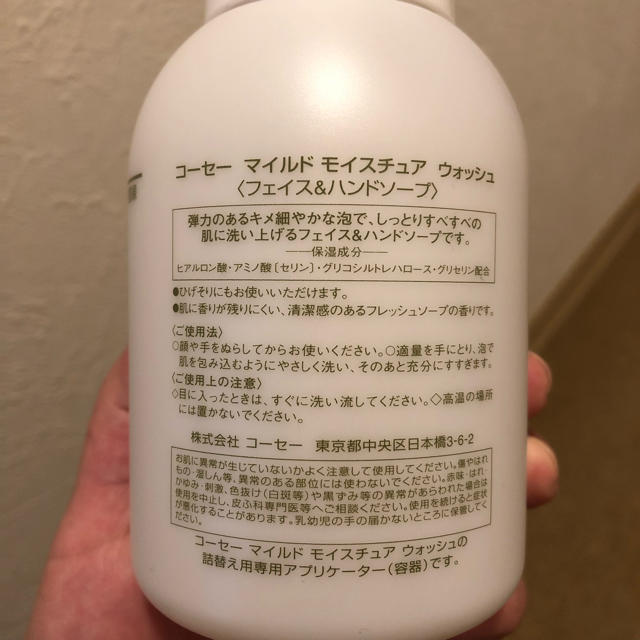 コーセー マイルド モイスチュア ウォッシュ
〈フェイス&ハンドソープ〉
弾力のあるキメ細やかな泡で、しっとりすべすべの
肌に洗い上げるフェイス&ハンドソープです。
――保湿成分――
ヒアルロン酸・アミノ酸〔セリン〕・グリコシルトレハロース・グリセリン配合
●ひげそりにもお使いいただけます。
●肌に香りが残りにくい、清潔感のあるフレッシュソープの香りです。
〈ご使用法〉
○顔や手をぬらしてからお使いください。○適量を手にとり、泡で
肌を包み込むようにやさしく洗い、そのあと充分にすすぎます。
〈ご使用上の注意〉
◇目に入ったときは、すぐに洗い流してください。◇高温の場所
には置かないでください。
株式会社 コーセー 東京都中央区日本橋3-6-2
お肌に異常が生じていないかよく注意して使用してください。傷やはれ
もの・湿しん等、異常のある部位には使わないでください。赤味・はれ・
かゆみ・刺激、色抜け(白斑等)や黒ずみ等の異常があらわれた場合は
使用を中止し、皮ふ科専門医等へご相談ください。使用を続けると症状
が悪化することがあります。乳幼児の手の届かないところに保管してく
ださい。
コーセー マイルド モイスチュア ウォッシュの
詰替え用専用アプリケーター(容器)です。